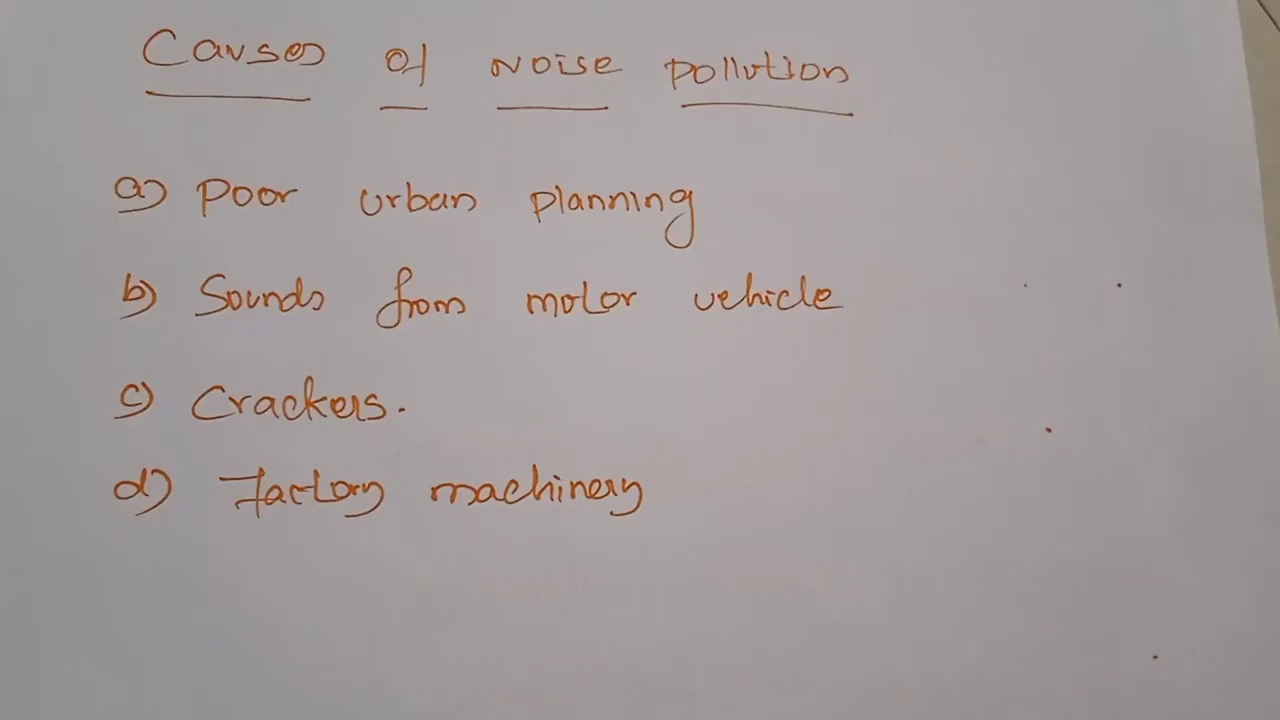 Causes of Noise pollution
a) Poor urban planning
b) Sounds from motor vehicle
c) Crackers.
d) Factory machinery